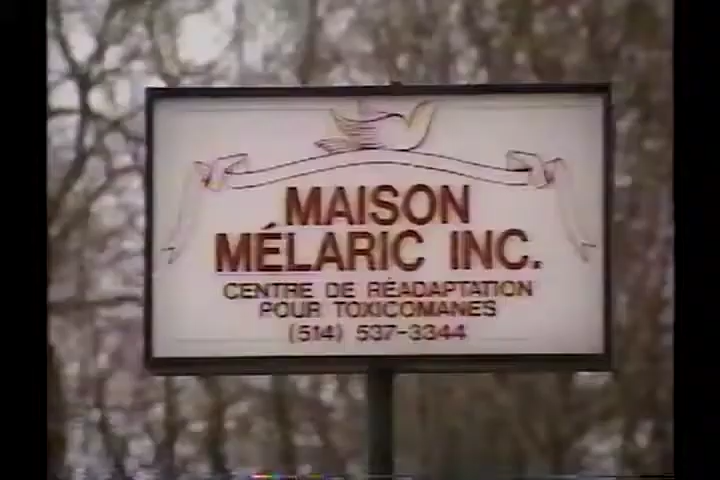 MAISON
MÉLARIC INC.
CENTRE DE RÉADAPTATION
POUR TOXICOMANES
(514) 537-3344